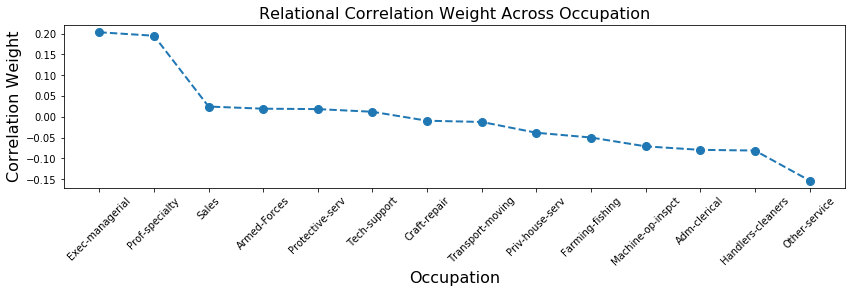 Relational Correlation Weight Across Occupation
Correlation Weight
0.20
0.15
0.10
0.05
0.00
−0.05
−0.10
−0.15
Exec-managerial
Prof-specialty
Sales
Armed-Forces
Protective-serv
Tech-support
Craft-repair
Transport-moving
Priv-house-serv
Farming-fishing
Machine-op-inspct
Adm-clerical
Handlers-cleaners
Other-service
Occupation